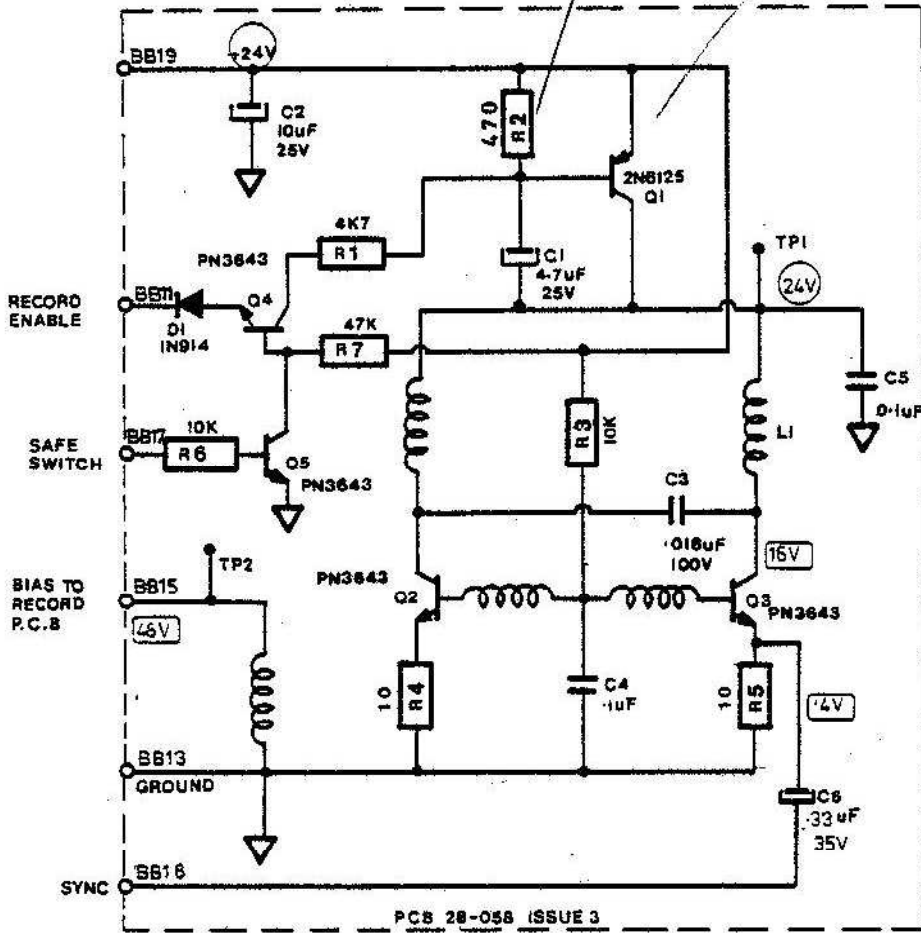 BB19
+24V
C2
10uF
25V
470
R2
2N6125
Q1
4K7
R1
PN3643
C1
4.7uF
25V
TP1
24V
RECORD
ENABLE
BB11
Q4
D1
1N914
47K
R7
C5
0.1uF
R3
10K
L1
SAFE
SWITCH
BB17
10K
R6
Q5
PN3643
C3
.016uF
100V
16V
TP2
BIAS TO
RECORD
P.C.B
BB15
46V
PN3643
Q2
Q3
PN3643
10
R4
C4
.1uF
10
R5
.4V
BB13
GROUND
C6
.33uF
35V
SYNC
BB18
PCB 28-058 ISSUE 3